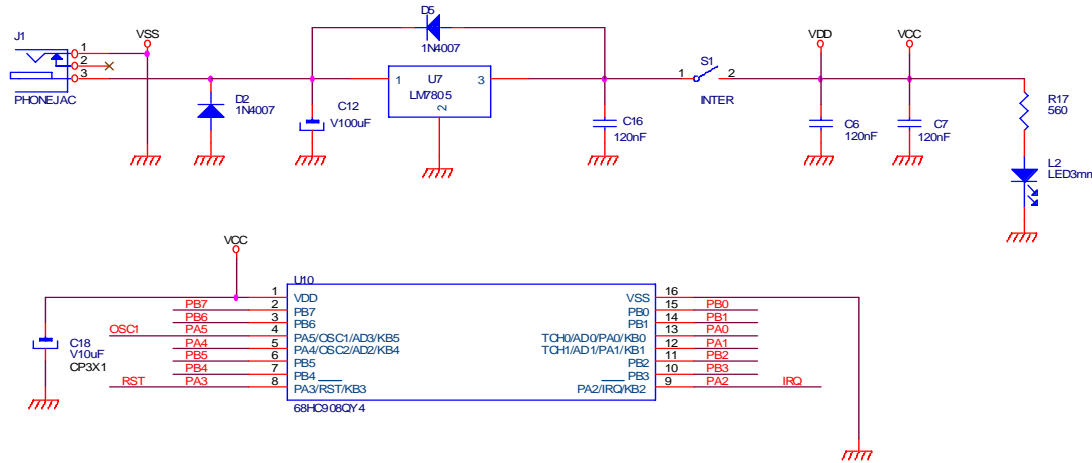 J1
PHONEJAC
1
2
3
VSS
D2
1N4007
D5
1N4007
C12
V100uF
1
U7
LM7805
2
3
C16
120nF
S1
1
2
INTER
VDD
VCC
C6
120nF
C7
120nF
R17
560
L2
LED3mm
VCC
C18
V10uF
CP3X1
U10
1 VDD
PB7 2 PB7
PB6 3 PB6
OSC1 PA5 4 PA5/OSC1/AD3/KB5
PA4 5 PA4/OSC2/AD2/KB4
PB5 6 PB5
PB4 7 PB4
RST PA3 8 PA3/RST/KB3
VSS 16
PB0 15 PB0
PB1 14 PB1
TCH0/AD0/PA0/KB0 13 PA0
TCH1/AD1/PA1/KB1 12 PA1
PB2 11 PB2
PB3 10 PB3
PA2/IRQ/KB2 9 PA2 IRQ
68HC908QY4